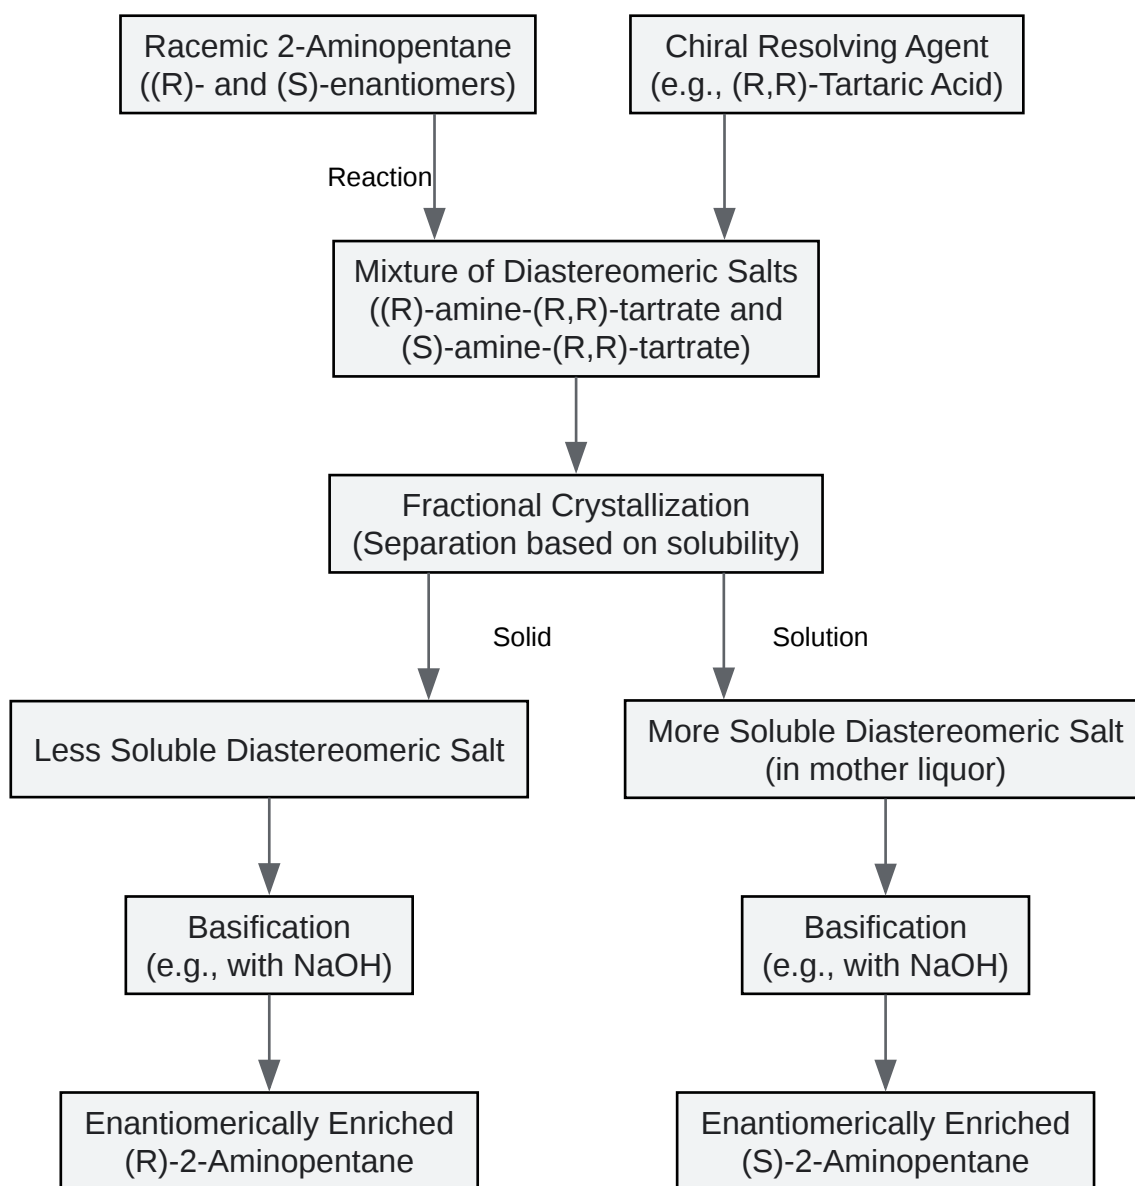 Racemic 2-Aminopentane
((R)- and (S)-enantiomers)
Chiral Resolving Agent
(e.g., (R,R)-Tartaric Acid)
Reaction
Mixture of Diastereomeric Salts
((R)-amine-(R,R)-tartrate and
(S)-amine-(R,R)-tartrate)
Fractional Crystallization
(Separation based on solubility)
Solid
Solution
Less Soluble Diastereomeric Salt
More Soluble Diastereomeric Salt
(in mother liquor)
Basification
(e.g., with NaOH)
Basification
(e.g., with NaOH)
Enantiomerically Enriched
(R)-2-Aminopentane
Enantiomerically Enriched
(S)-2-Aminopentane